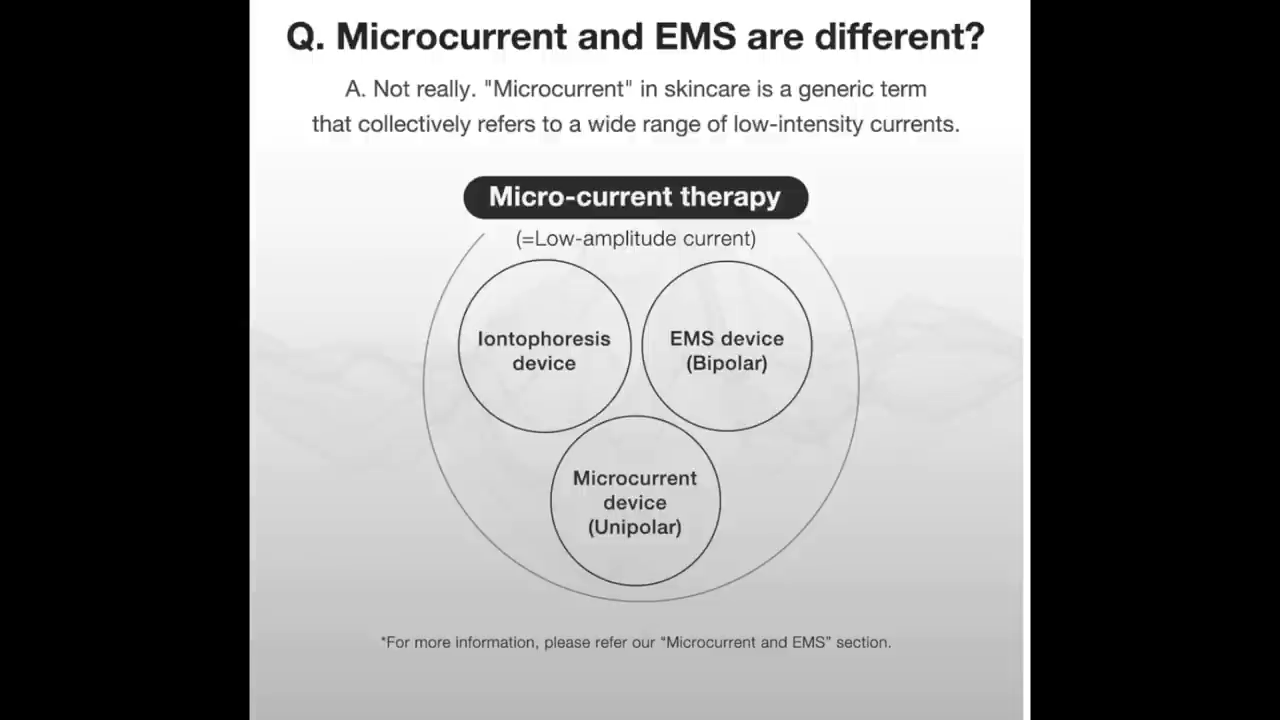 Q. Microcurrent and EMS are different?
A. Not really. "Microcurrent" in skincare is a generic term
that collectively refers to a wide range of low-intensity currents.
Micro-current therapy
(=Low-amplitude current)
Iontophoresis
device
EMS device
(Bipolar)
Microcurrent
device
(Unipolar)
*For more information, please refer our “Microcurrent and EMS” section.